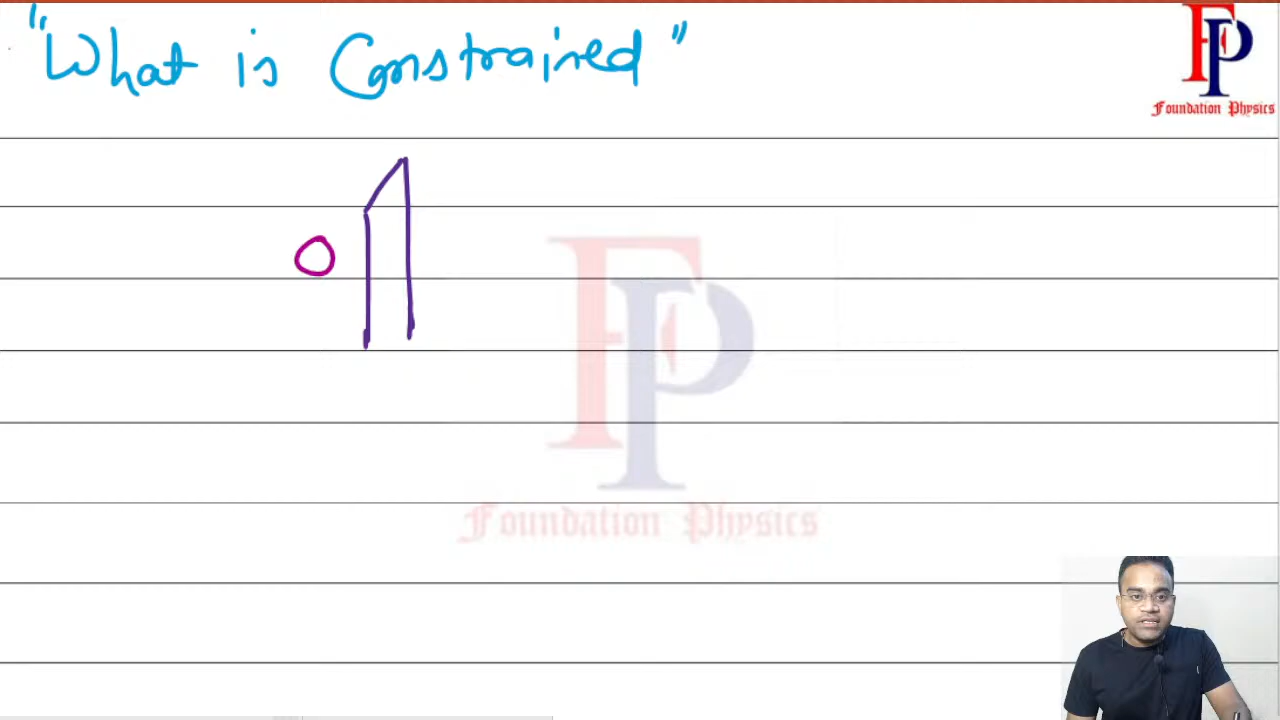 "What is Constrained"
FP
Foundation Physics
FP
Foundation Physics